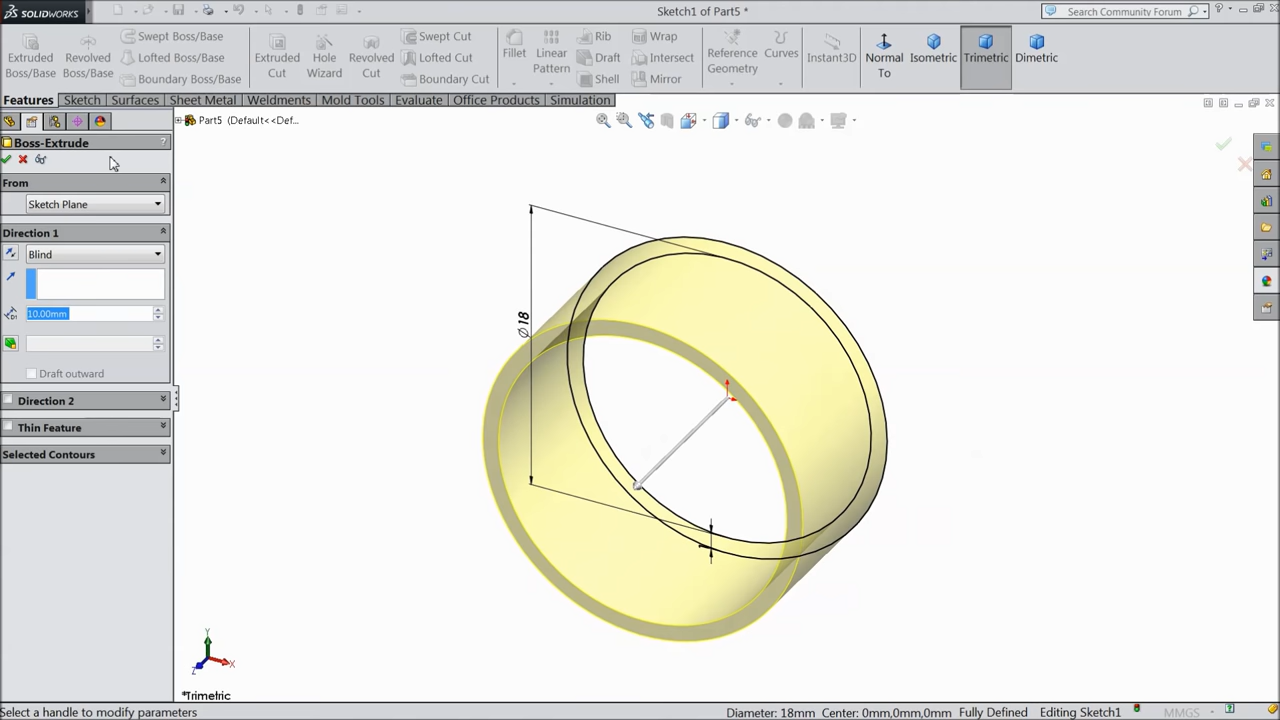 SOLIDWORKS
Sketch1 of Part5 *
Search Community Forum
Extruded Boss/Base
Revolved Boss/Base
Swept Boss/Base
Lofted Boss/Base
Boundary Boss/Base
Extruded Cut
Hole Wizard
Revolved Cut
Swept Cut
Lofted Cut
Boundary Cut
Fillet
Linear Pattern
Rib
Draft
Shell
Wrap
Intersect
Mirror
Reference Geometry
Curves
Instant3D
Normal To
Isometric
Trimetric
Dimetric
Features Sketch Surfaces Sheet Metal Weldments Mold Tools Evaluate Office Products Simulation
Part5 (Default<<Def...
Boss-Extrude ?
From
Sketch Plane
Direction 1
Blind
10.00mm
Draft outward
Direction 2
Thin Feature
Selected Contours
Ø18
1
Y
X
Z
*Trimetric
Select a handle to modify parameters
Diameter: 18mm Center: 0mm,0mm,0mm Fully Defined Editing Sketch1 MMGS